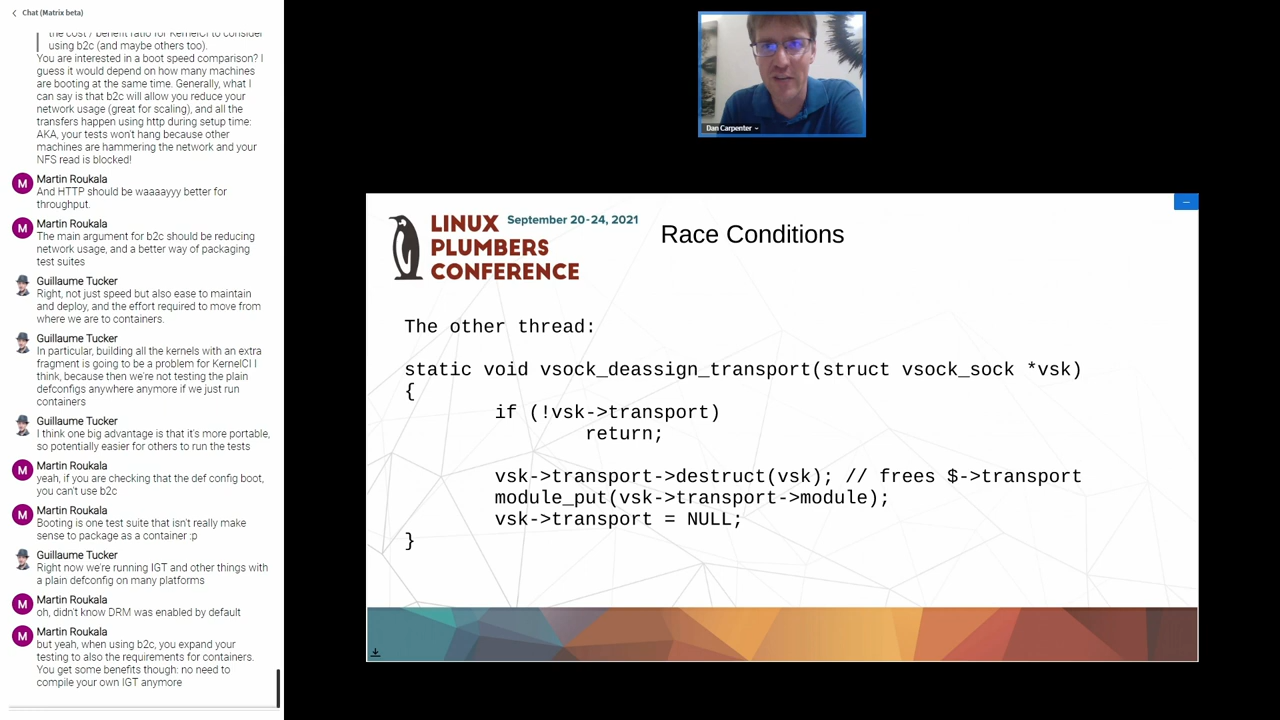 Chat (Matrix beta)
the cost / benefit ratio for KernelCI to consider
using b2c (and maybe others too).
You are interested in a boot speed comparison? I
guess it would depend on how many machines
are booting at the same time. Generally, what I
can say is that b2c will allow you reduce your
network usage (great for scaling), and all the
transfers happen using http during setup time:
AKA, your tests won't hang because other
machines are hammering the network and your
NFS read is blocked!
M
Martin Roukala
And HTTP should be waaaayyy better for
throughput.
M
Martin Roukala
The main argument for b2c should be reducing
network usage, and a better way of packaging
test suites
Guillaume Tucker
Right, not just speed but also ease to maintain
and deploy, and the effort required to move from
where we are to containers.
Guillaume Tucker
In particular, building all the kernels with an extra
fragment is going to be a problem for KernelCI I
think, because then we're not testing the plain
defconfigs anywhere anymore if we just run
containers
Guillaume Tucker
I think one big advantage is that it's more portable,
so potentially easier for others to run the tests
M
Martin Roukala
yeah, if you are checking that the def config boot,
you can't use b2c
M
Martin Roukala
Booting is one test suite that isn't really make
sense to package as a container :p
Guillaume Tucker
Right now we're running IGT and other things with
a plain defconfig on many platforms
M
Martin Roukala
oh, didn't know DRM was enabled by default
M
Martin Roukala
but yeah, when using b2c, you expand your
testing to also the requirements for containers.
You get some benefits though: no need to
compile your own IGT anymore
Dan Carpenter
LINUX
PLUMBERS
CONFERENCE
September 20-24, 2021
Race Conditions
The other thread:
static void vsock_deassign_transport(struct vsock_sock *vsk)
{
if (!vsk->transport)
return;
vsk->transport->destruct(vsk); // frees $->transport
module_put(vsk->transport->module);
vsk->transport = NULL;
}